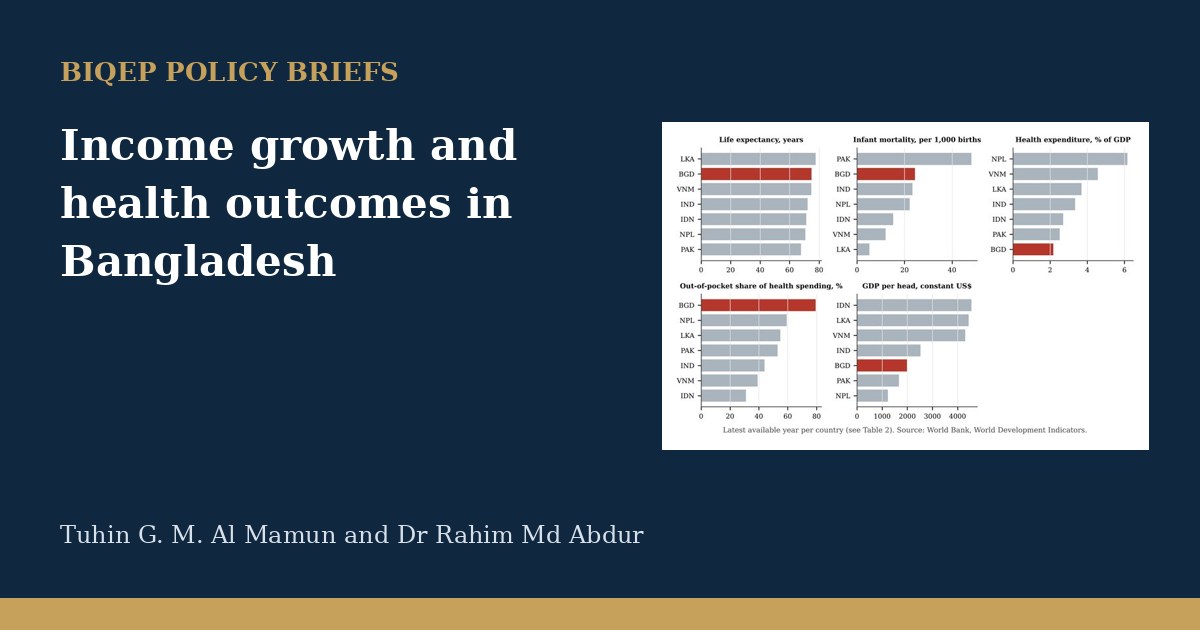 BIQEP POLICY BRIEFS
Income growth and
health outcomes in
Bangladesh
Life expectancy, years
LKA
BGD
VNM
IND
IDN
NPL
PAK
0 20 40 60 80
Infant mortality, per 1,000 births
PAK
BGD
IND
NPL
IDN
VNM
LKA
0 20 40
Health expenditure, % of GDP
NPL
VNM
LKA
IND
IDN
PAK
BGD
0 2 4 6
Out-of-pocket share of health spending, %
BGD
NPL
LKA
PAK
IND
VNM
IDN
0 20 40 60 80
GDP per head, constant US$
IDN
LKA
VNM
IND
BGD
PAK
NPL
0 1000 2000 3000 4000
Latest available year per country (see Table 2). Source: World Bank, World Development Indicators.
Tuhin G. M. Al Mamun and Dr Rahim Md Abdur